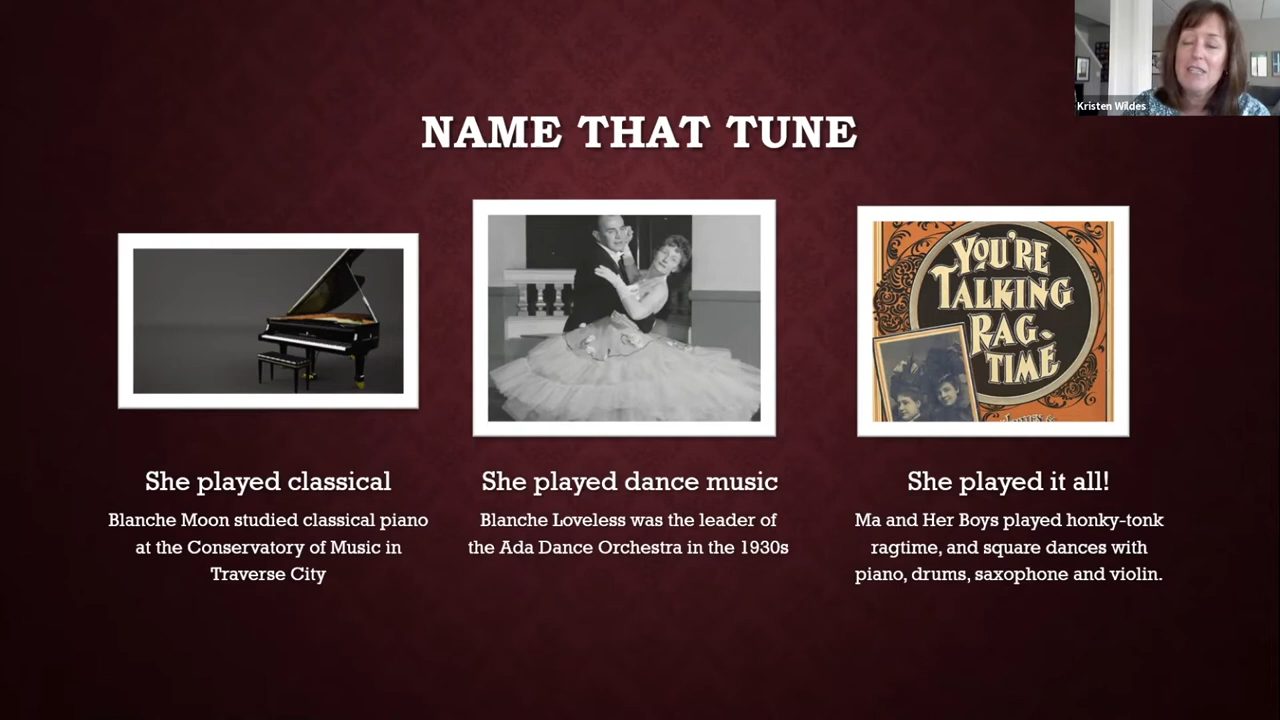 Kristen Wildes
NAME THAT TUNE
YOU'RE
TALKING
RAG-
TIME
She played classical
Blanche Moon studied classical piano
at the Conservatory of Music in
Traverse City
She played dance music
Blanche Loveless was the leader of
the Ada Dance Orchestra in the 1930s
She played it all!
Ma and Her Boys played honky-tonk
ragtime, and square dances with
piano, drums, saxophone and violin.